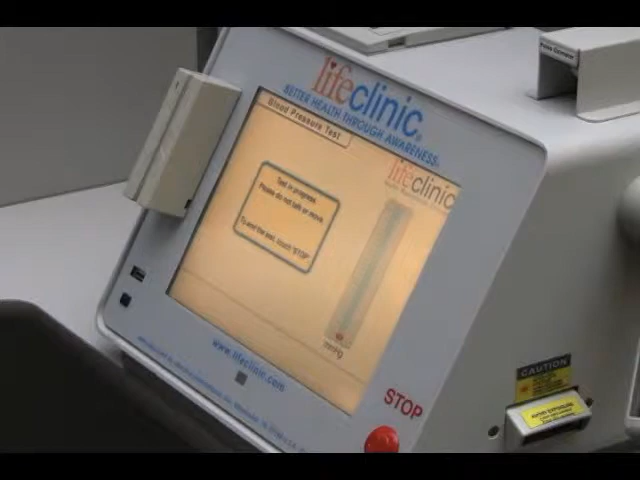 lifeclinic®
BETTER HEALTH THROUGH AWARENESS®
Blood Pressure Test
lifeclinic
Test in progress.
Please do not talk or move.
To end the test, touch "STOP"
mmHg
www.lifeclinic.com
STOP
CAUTION